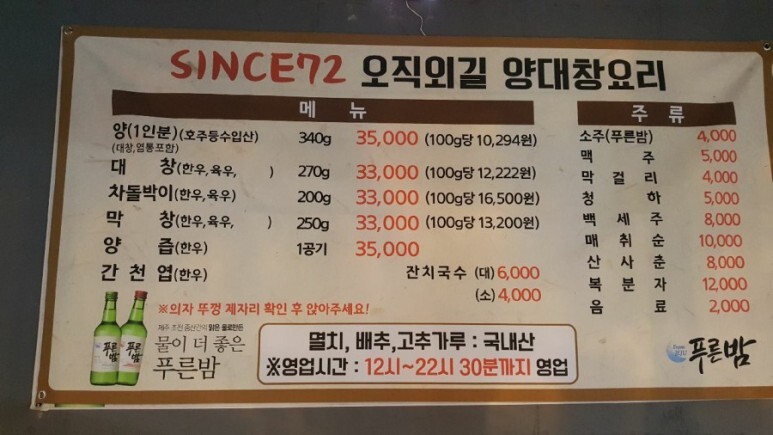 SINCE72 오직외길 양대창요리
메 뉴
양(1인분)(호주등수입산) 340g 35,000 (100g당 10,294원)
(대창,염통포함)
대 창(한우,육우, ) 270g 33,000 (100g당 12,222원)
차돌박이(한우,육우) 200g 33,000 (100g당 16,500원)
막 창(한우,육우, ) 250g 33,000 (100g당 13,200원)
양 즙(한우) 1공기 35,000
간 천엽(한우)
잔치국수 (대) 6,000
(소) 4,000
주 류
소주(푸른밤) 4,000
맥 주 5,000
막 걸 리 4,000
청 하 5,000
백 세 주 8,000
매 취 순 10,000
산 사 춘 8,000
복 분 자 12,000
음 료 2,000
※의자 뚜껑 제자리 확인 후 앉아주세요!
물이 더 좋은
푸른밤
멸치, 배추,고추가루 : 국내산
※영업시간 : 12시~22시 30분까지 영업
푸른밤